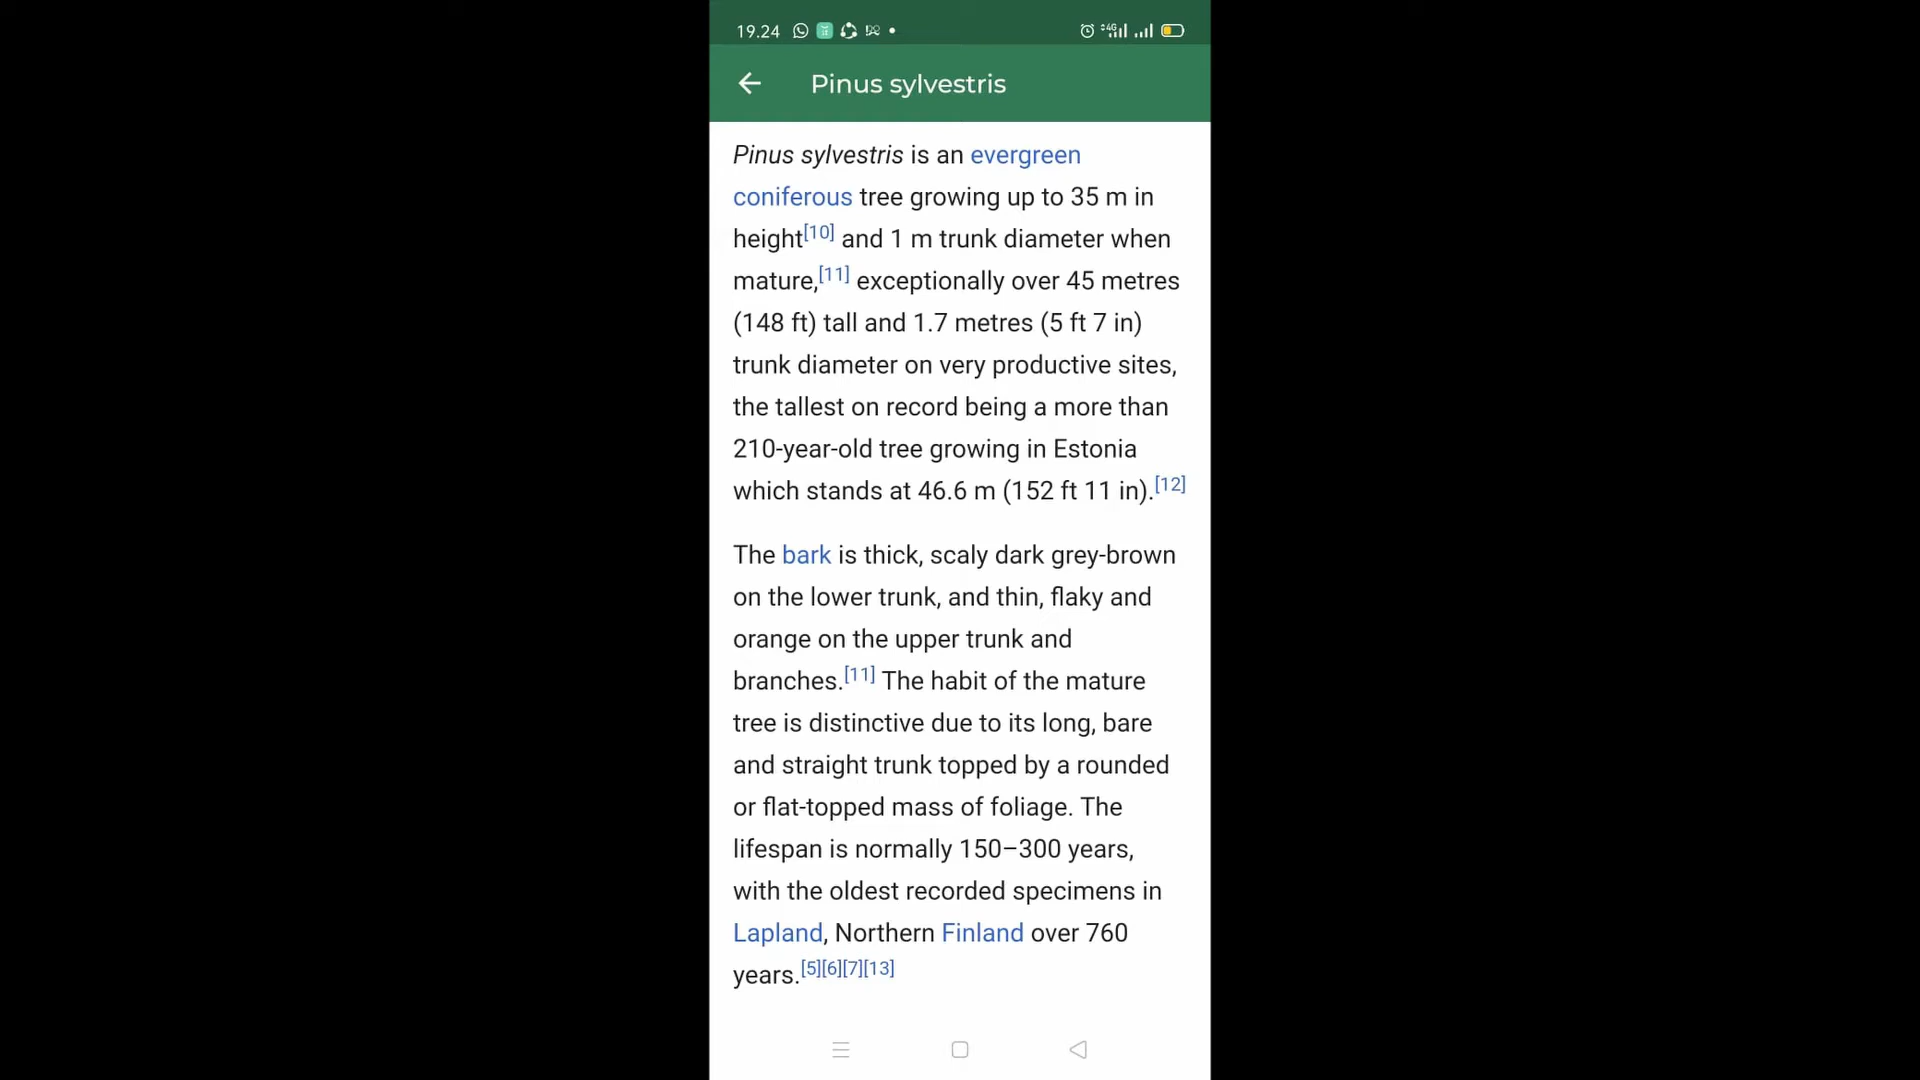 19.24
4G
Pinus sylvestris
Pinus sylvestris is an evergreen
coniferous tree growing up to 35 m in
height[10] and 1 m trunk diameter when
mature,[11] exceptionally over 45 metres
(148 ft) tall and 1.7 metres (5 ft 7 in)
trunk diameter on very productive sites,
the tallest on record being a more than
210-year-old tree growing in Estonia
which stands at 46.6 m (152 ft 11 in).[12]
The bark is thick, scaly dark grey-brown
on the lower trunk, and thin, flaky and
orange on the upper trunk and
branches.[11] The habit of the mature
tree is distinctive due to its long, bare
and straight trunk topped by a rounded
or flat-topped mass of foliage. The
lifespan is normally 150–300 years,
with the oldest recorded specimens in
Lapland, Northern Finland over 760
years.[5][6][7][13]